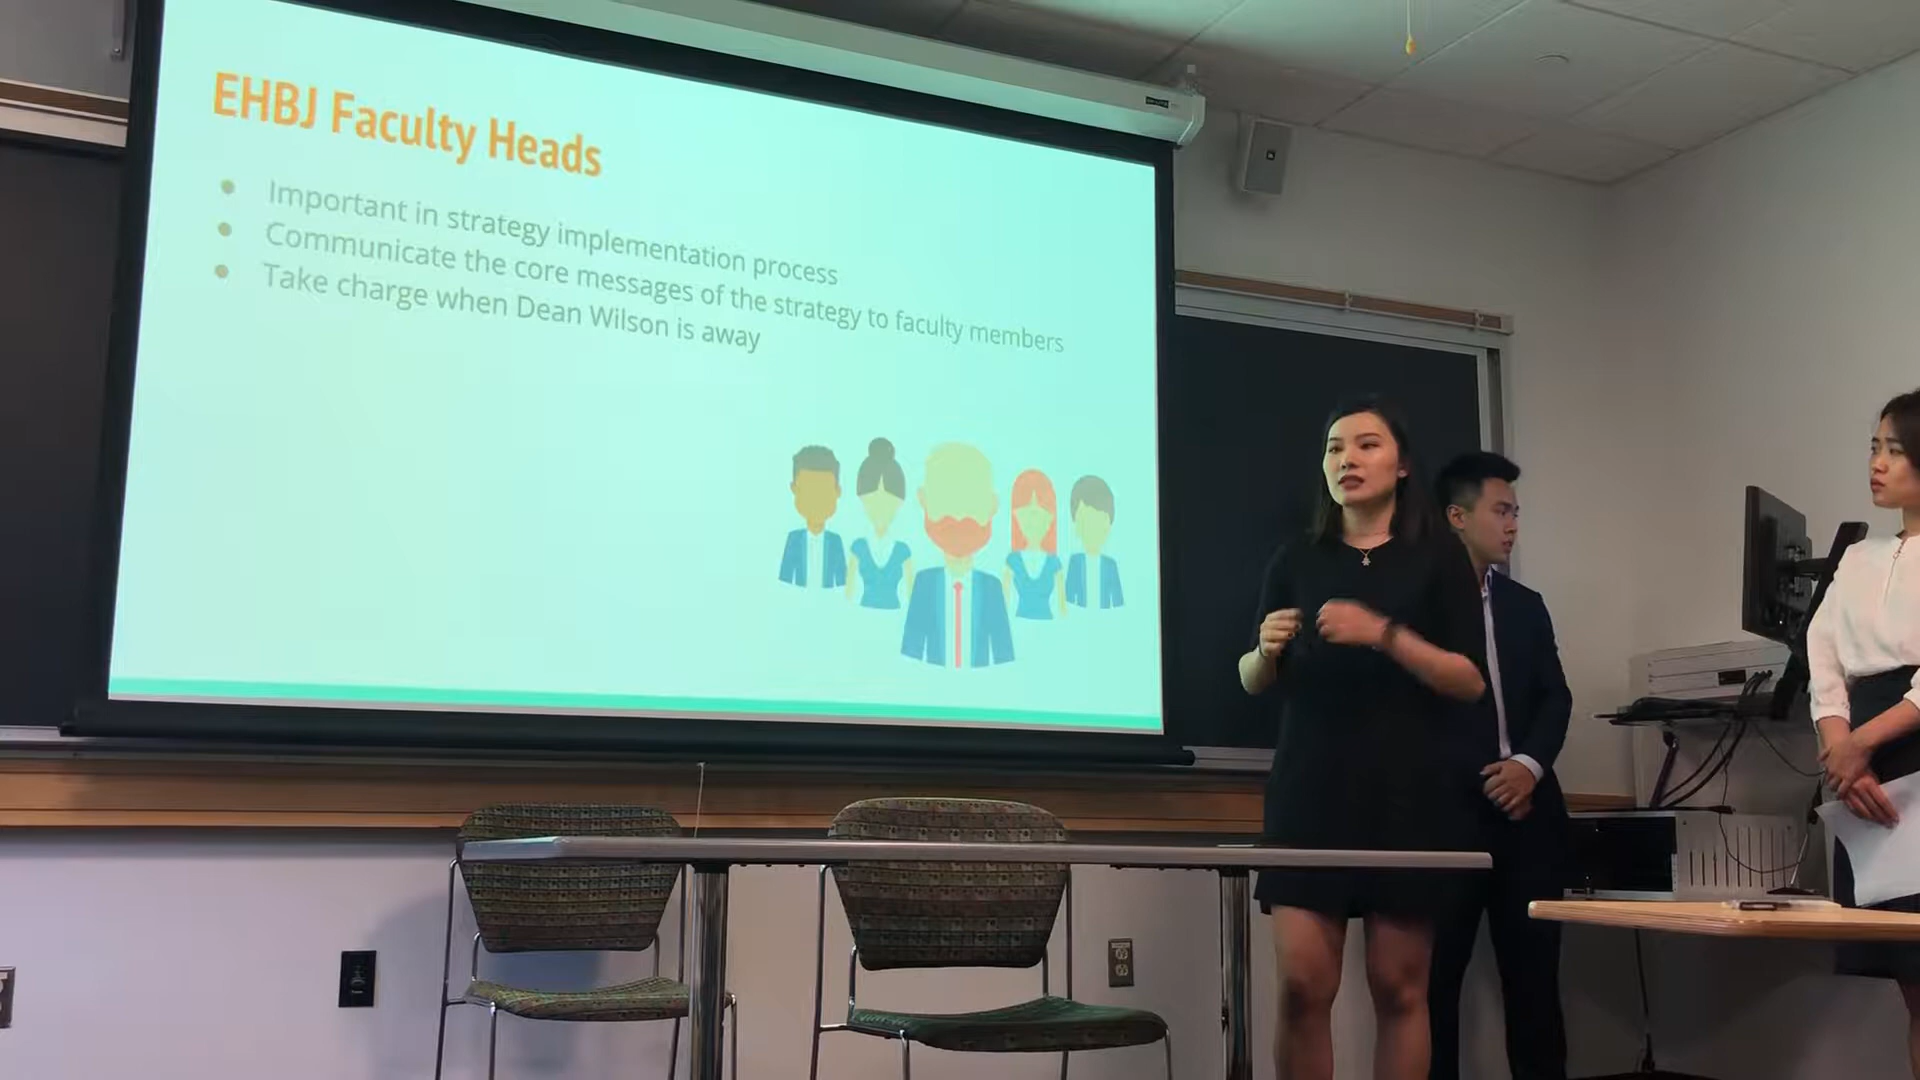 EHBJ Faculty Heads
● Important in strategy implementation process
● Communicate the core messages of the strategy to faculty members
● Take charge when Dean Wilson is away